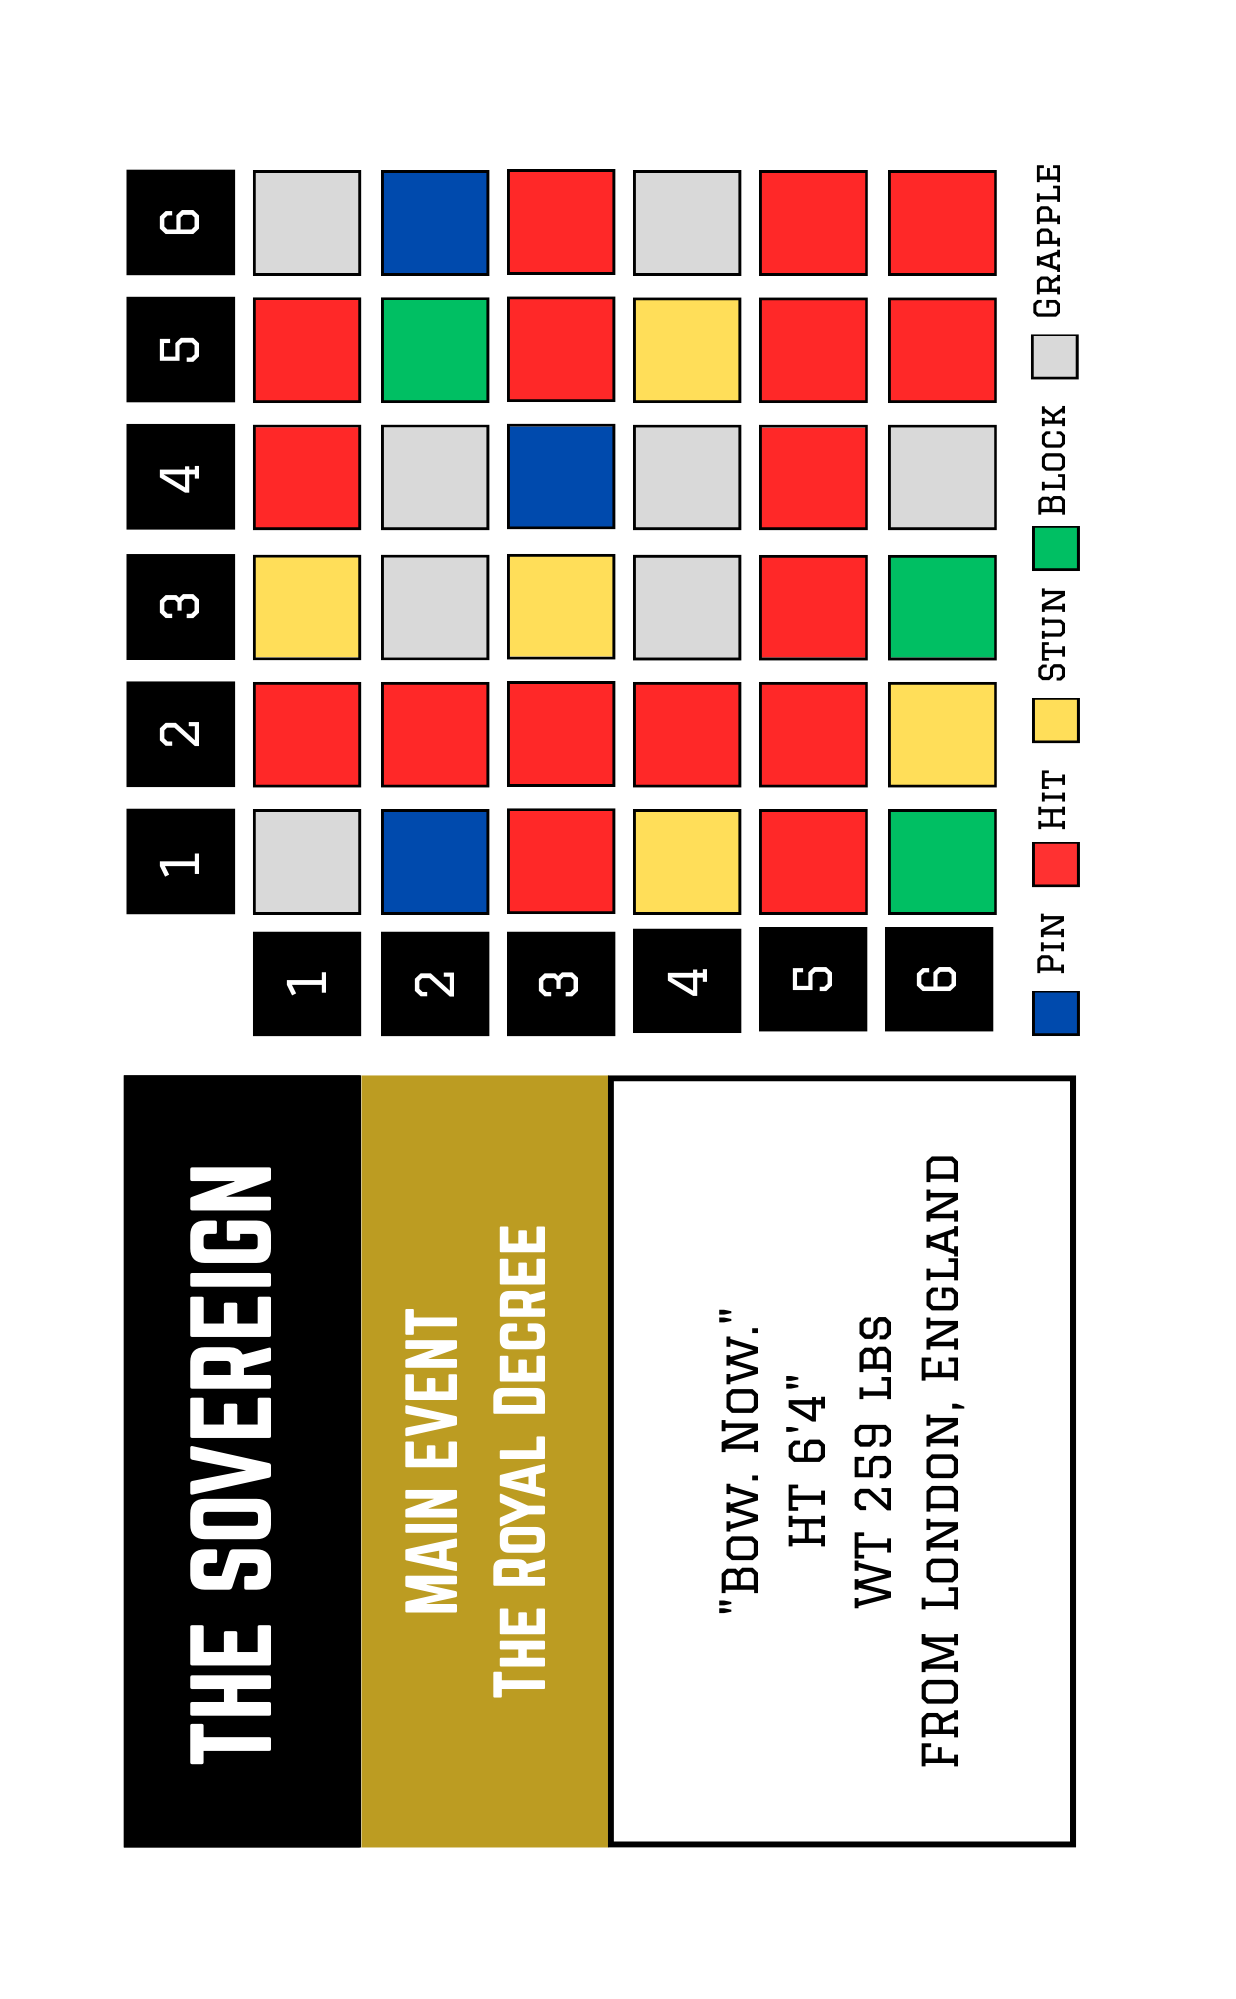 THE SOVEREIGN
MAIN EVENT
THE ROYAL DECREE
"BOW. NOW."
HT 6'4"
WT 259 LBS
FROM LONDON, ENGLAND
1 2 3 4 5 6
1
2
3
4
5
6
PIN HIT STUN BLOCK GRAPPLE